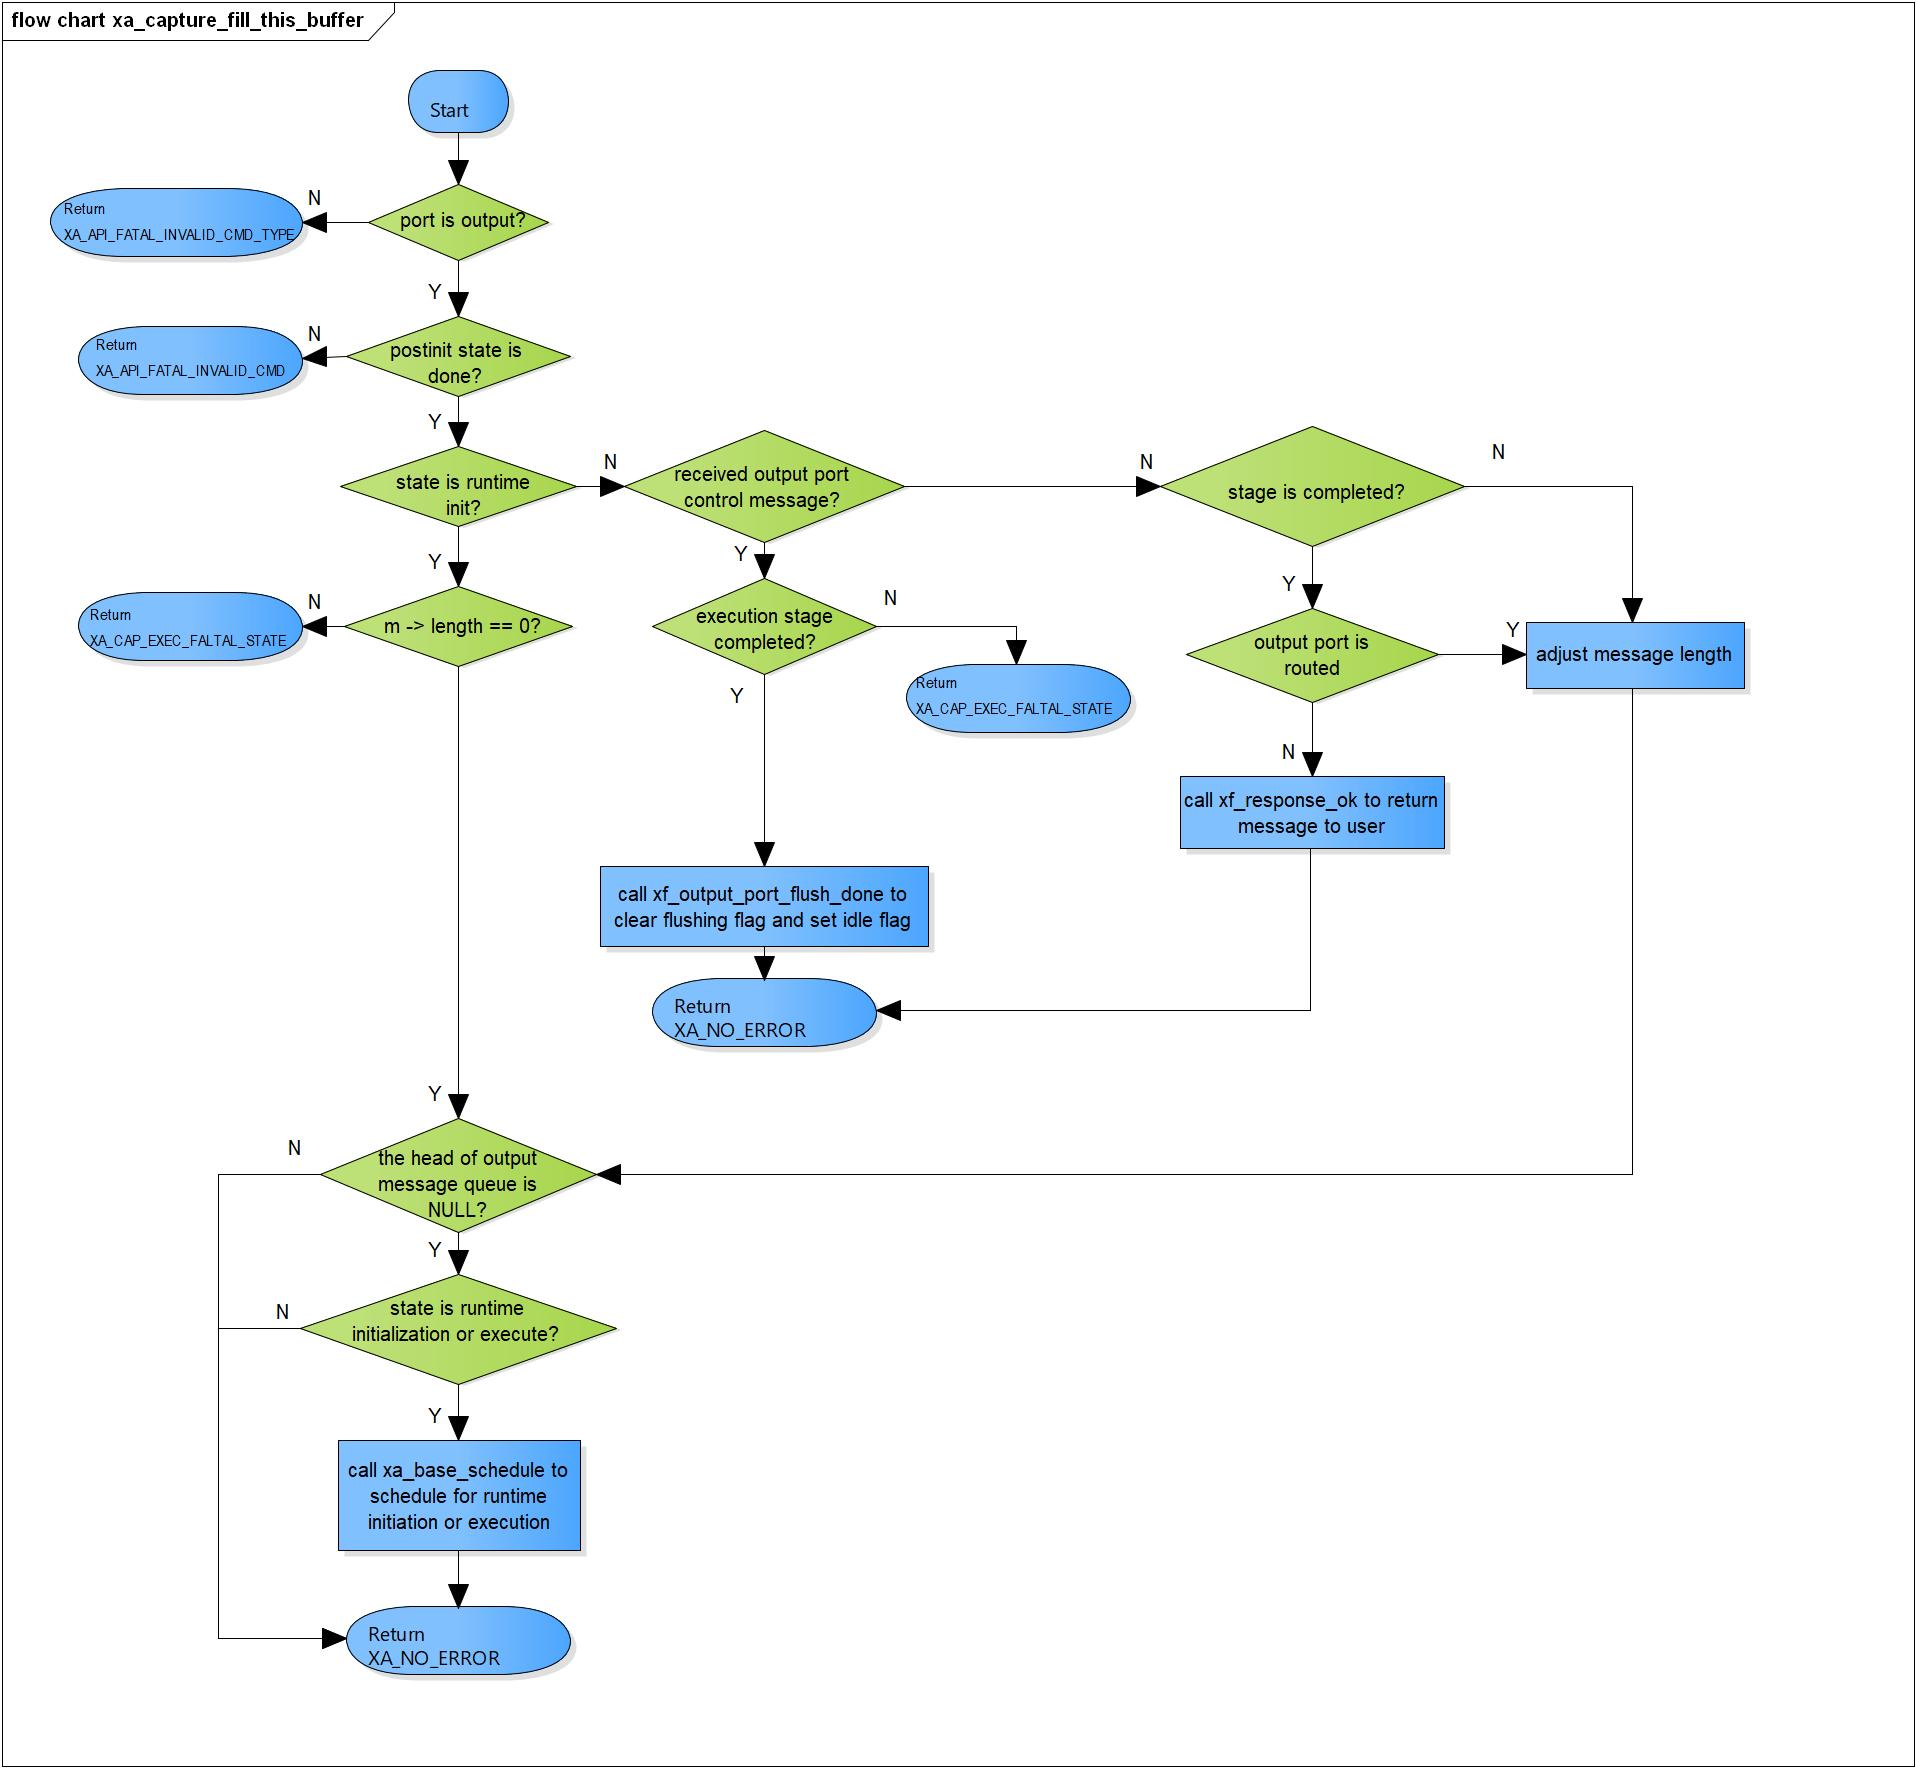 flow chart xa_capture_fill_this_buffer
Start
port is output?
N
Return
XA_API_FATAL_INVALID_CMD_TYPE
Y
postinit state is
done?
N
Return
XA_API_FATAL_INVALID_CMD
Y
state is runtime
init?
N
received output port
control message?
N
stage is completed?
N
Y
m -> length == 0?
N
Return
XA_CAP_EXEC_FALTAL_STATE
Y
execution stage
completed?
N
Return
XA_CAP_EXEC_FALTAL_STATE
Y
output port is
routed
Y
adjust message length
Y
N
call xf_response_ok to return
message to user
call xf_output_port_flush_done to
clear flushing flag and set idle flag
Return
XA_NO_ERROR
Y
the head of output
message queue is
NULL?
N
Y
state is runtime
initialization or execute?
N
Y
call xa_base_schedule to
schedule for runtime
initiation or execution
Return
XA_NO_ERROR